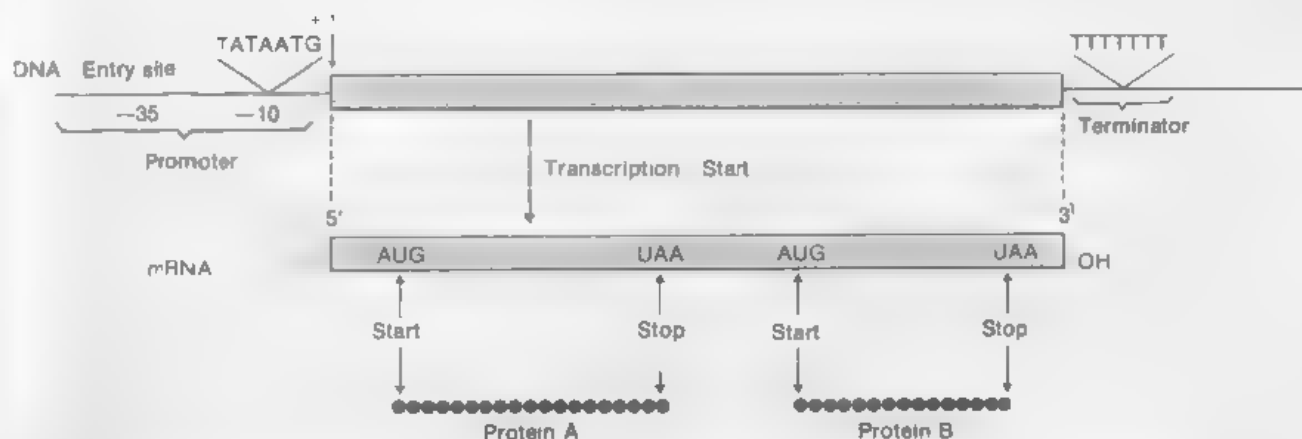 +1
TATAATG TTTTTTT
DNA Entry site
−35 −10 Terminator
Promoter
Transcription Start
5' 3'
AUG UAA AUG UAA
mRNA OH
Start Stop Start Stop
Protein A Protein B